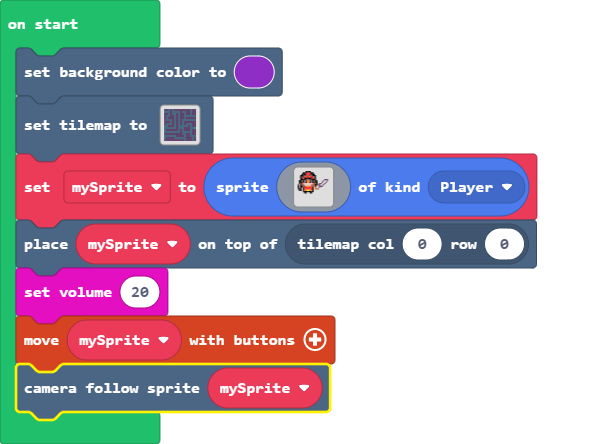 on start
set background color to
set tilemap to
set mySprite to sprite of kind Player
place mySprite on top of tilemap col 0 row 0
set volume 20
move mySprite with buttons
camera follow sprite mySprite